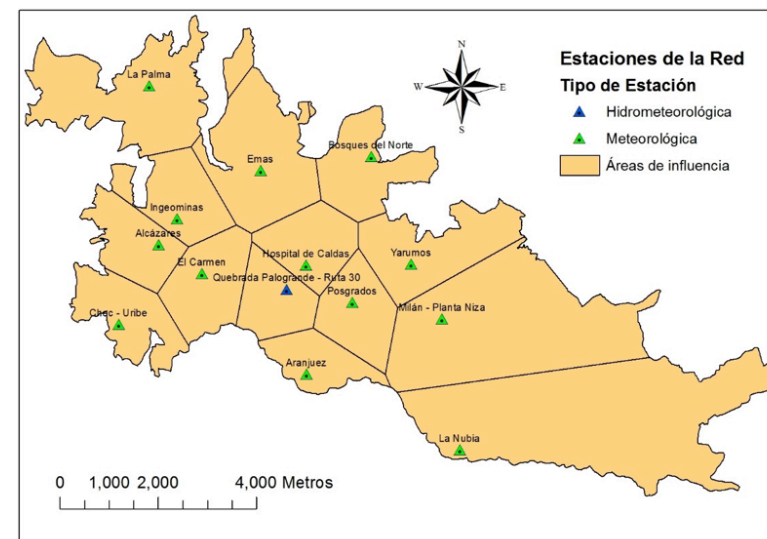 Estaciones de la Red
Tipo de Estación
Hidrometeorológica
Meteorológica
Áreas de influencia
N
W
E
S
La Palma
Emas
Bosques del Norte
Ingeominas
Alcázares
El Carmen
Hospital de Caldas
Yarumos
Quebrada Palogrande - Ruta 30
Posgrados
Chec - Uribe
Milán - Planta Niza
Aranjuez
La Nubia
0 1,000 2,000 4,000 Metros